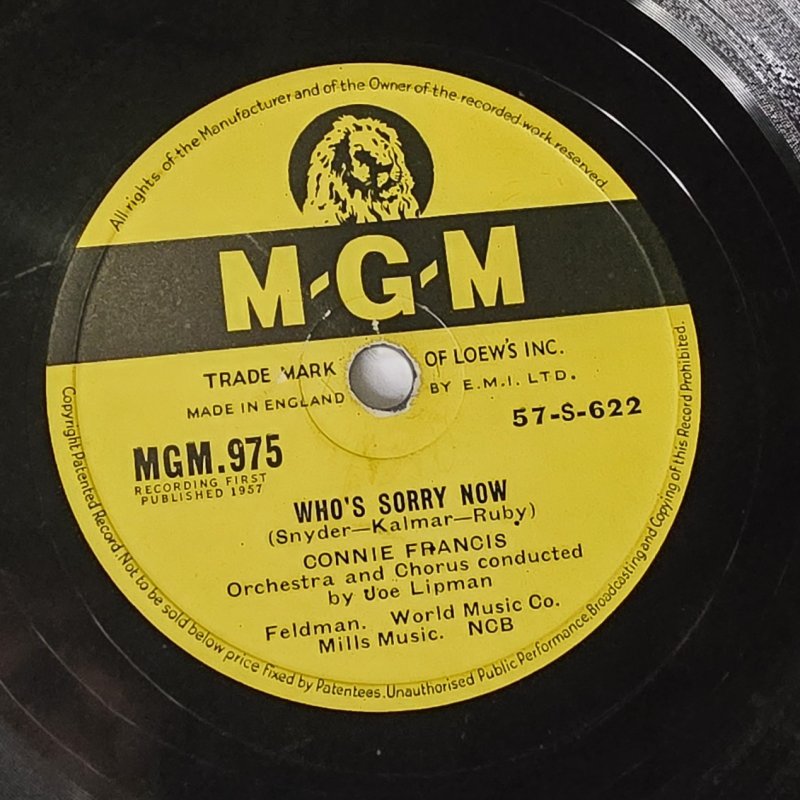 All rights of the Manufacturer and of the Owner of the recorded work reserved.
M-G-M
TRADE MARK OF LOEW'S INC.
MADE IN ENGLAND BY E.M.I. LTD.
57-S-622
MGM.975
RECORDING FIRST
PUBLISHED 1957
WHO'S SORRY NOW
(Snyder—Kalmar—Ruby)
CONNIE FRANCIS
Orchestra and Chorus conducted
by Joe Lipman
Feldman. World Music Co.
Mills Music. NCB
Copyright Patented Record. Not to be sold below price fixed by Patentees. Unauthorised Public Performance, Broadcasting and Copying of this Record Prohibited.